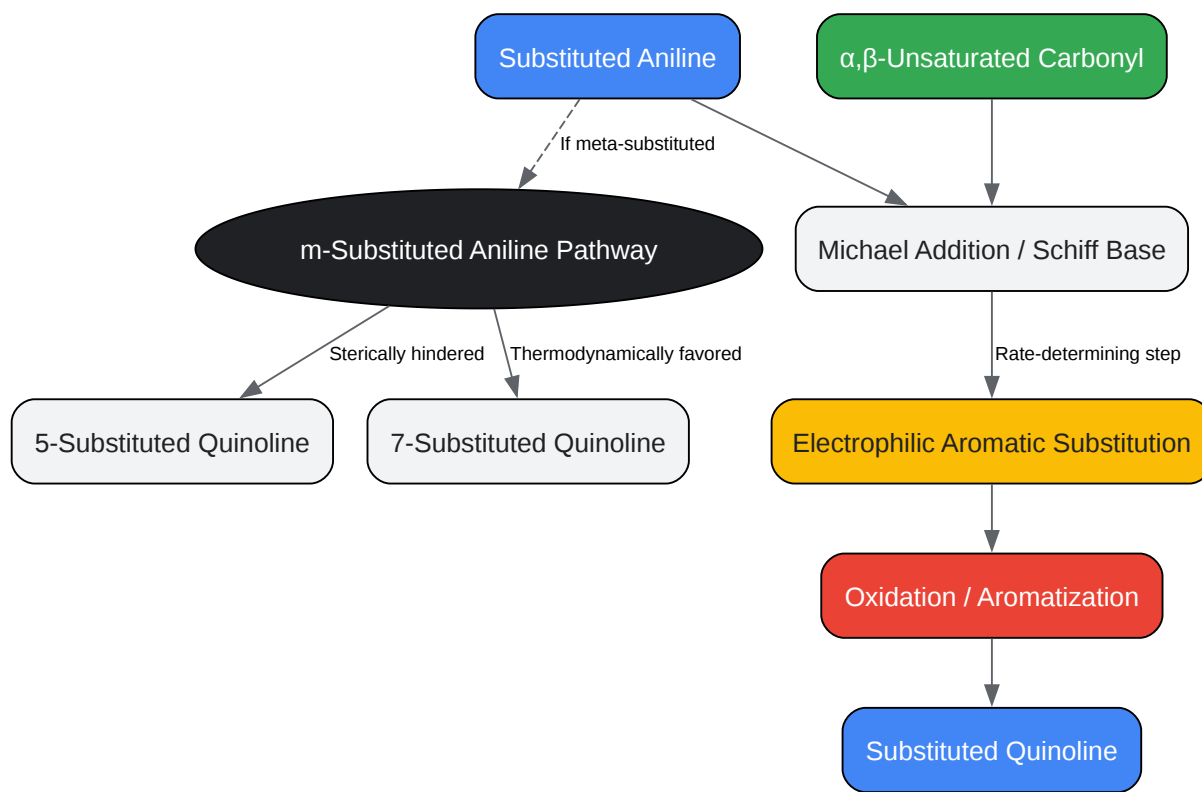 Substituted Aniline
α,β-Unsaturated Carbonyl
If meta-substituted
m-Substituted Aniline Pathway
Michael Addition / Schiff Base
Sterically hindered
Thermodynamically favored
Rate-determining step
5-Substituted Quinoline
7-Substituted Quinoline
Electrophilic Aromatic Substitution
Oxidation / Aromatization
Substituted Quinoline